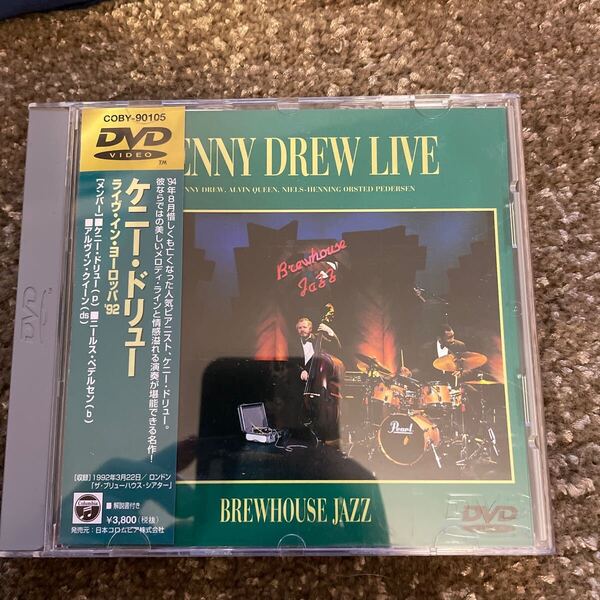 COBY-90105
DVD
VIDEO
TM
ケニー・ドリュー
ライヴ・イン・ヨーロッパ'92
[メンバー]■ケニー・ドリュー(p)■ニールス・ペデルセン(b)
■アルヴィン・クイーン(ds)
'94年8月惜しくも亡くなった人気ピアニスト、ケニー・ドリュー。
彼ならではの美しいメロディ・ラインと情感溢れる演奏が堪能できる名作!
[収録]1992年3月22日/ロンドン
「ザ・ブリューハウス・シアター」
Columbia
■解説書付き
¥3,800(税抜)
発売元:日本コロムビア株式会社
ENNY DREW LIVE
NNY DREW, ALVIN QUEEN, NIELS-HENNING ORSTED PEDERSEN
Brewhouse
Jazz
Pearl
BREWHOUSE JAZZ
DVD
VIDEO
DVD